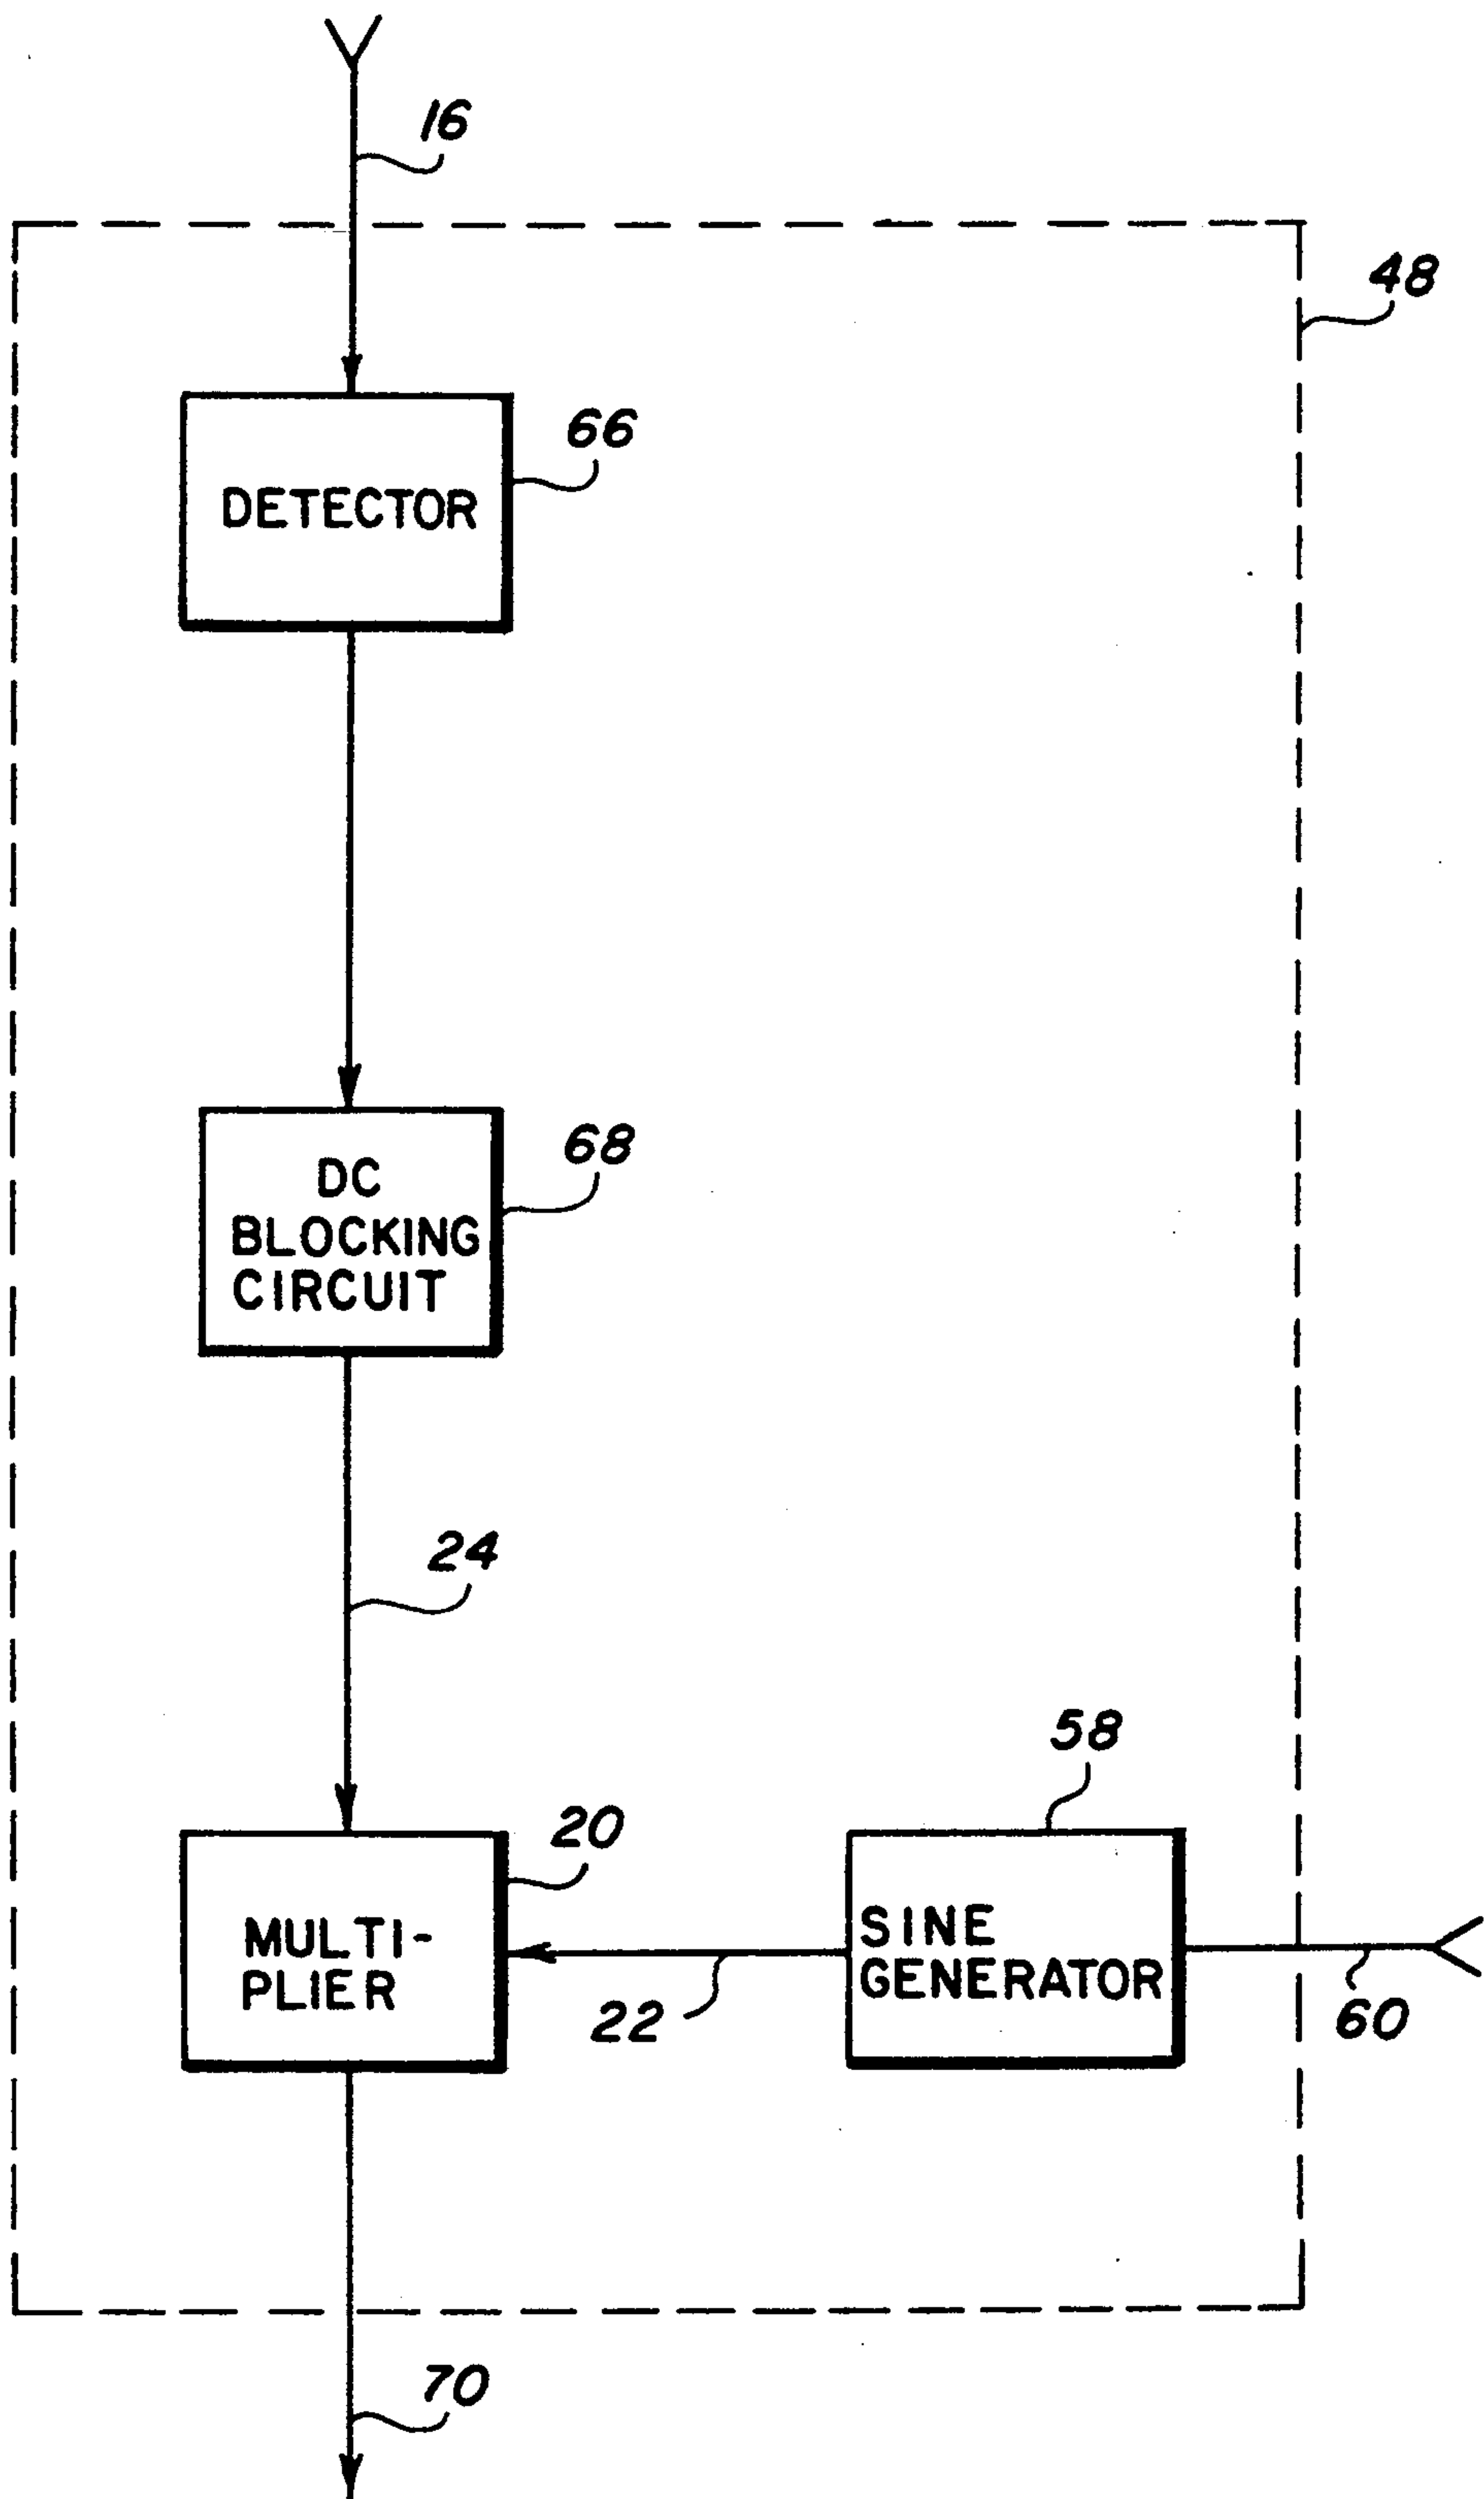 16
48
66
DETECTOR
68
DC
BLOCKING
CIRCUIT
24
58
20
MULTI-
PLIER
SINE
GENERATOR
22
60
70